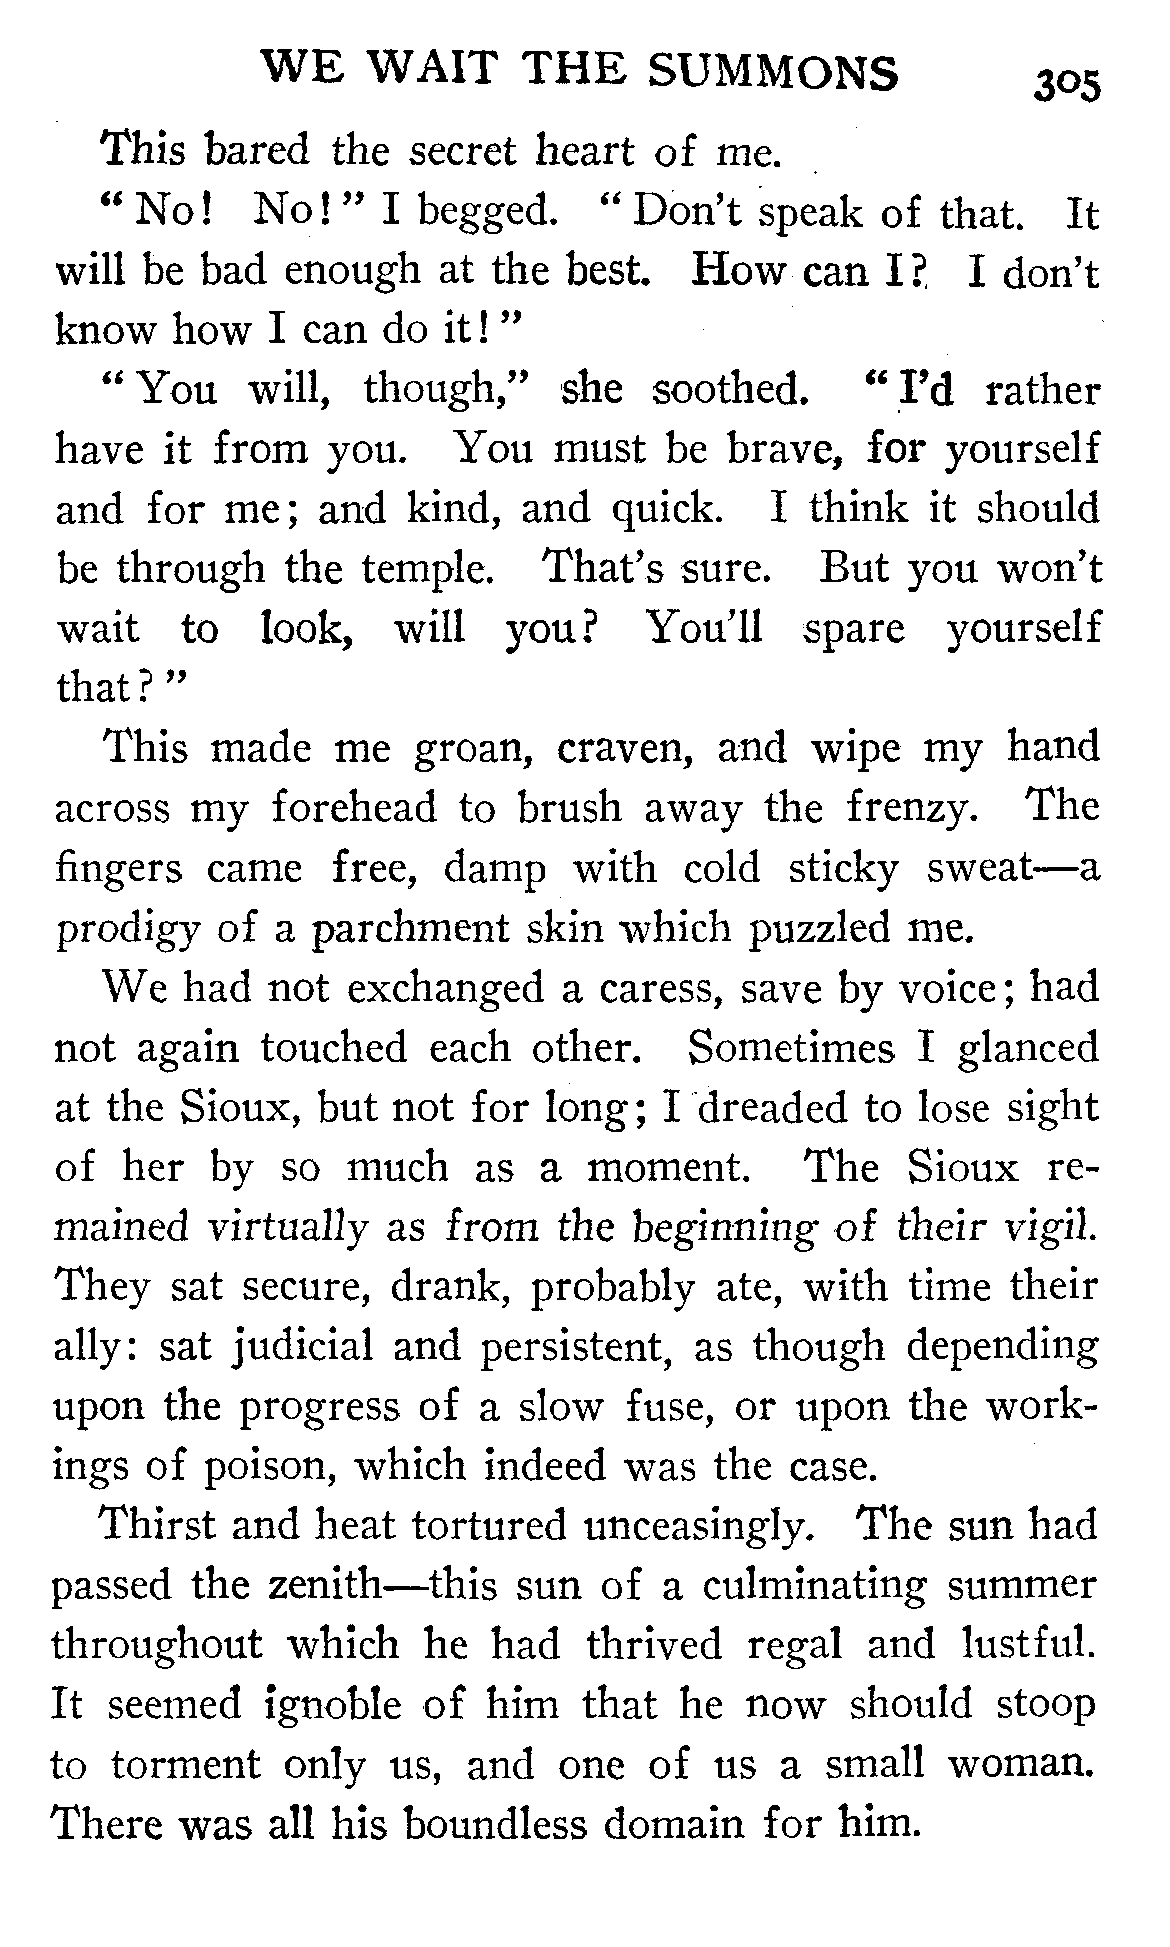 WE WAIT THE SUMMONS 305
This bared the secret heart of me.
“No! No!” I begged. “Don't speak of that. It
will be bad enough at the best. How can I? I don't
know how I can do it!”
“You will, though,” she soothed. “I'd rather
have it from you. You must be brave, for yourself
and for me; and kind, and quick. I think it should
be through the temple. That's sure. But you won't
wait to look, will you? You'll spare yourself
that?”
This made me groan, craven, and wipe my hand
across my forehead to brush away the frenzy. The
fingers came free, damp with cold sticky sweat—a
prodigy of a parchment skin which puzzled me.
We had not exchanged a caress, save by voice; had
not again touched each other. Sometimes I glanced
at the Sioux, but not for long; I dreaded to lose sight
of her by so much as a moment. The Sioux re-
mained virtually as from the beginning of their vigil.
They sat secure, drank, probably ate, with time their
ally: sat judicial and persistent, as though depending
upon the progress of a slow fuse, or upon the work-
ings of poison, which indeed was the case.
Thirst and heat tortured unceasingly. The sun had
passed the zenith—this sun of a culminating summer
throughout which he had thrived regal and lustful.
It seemed ignoble of him that he now should stoop
to torment only us, and one of us a small woman.
There was all his boundless domain for him.